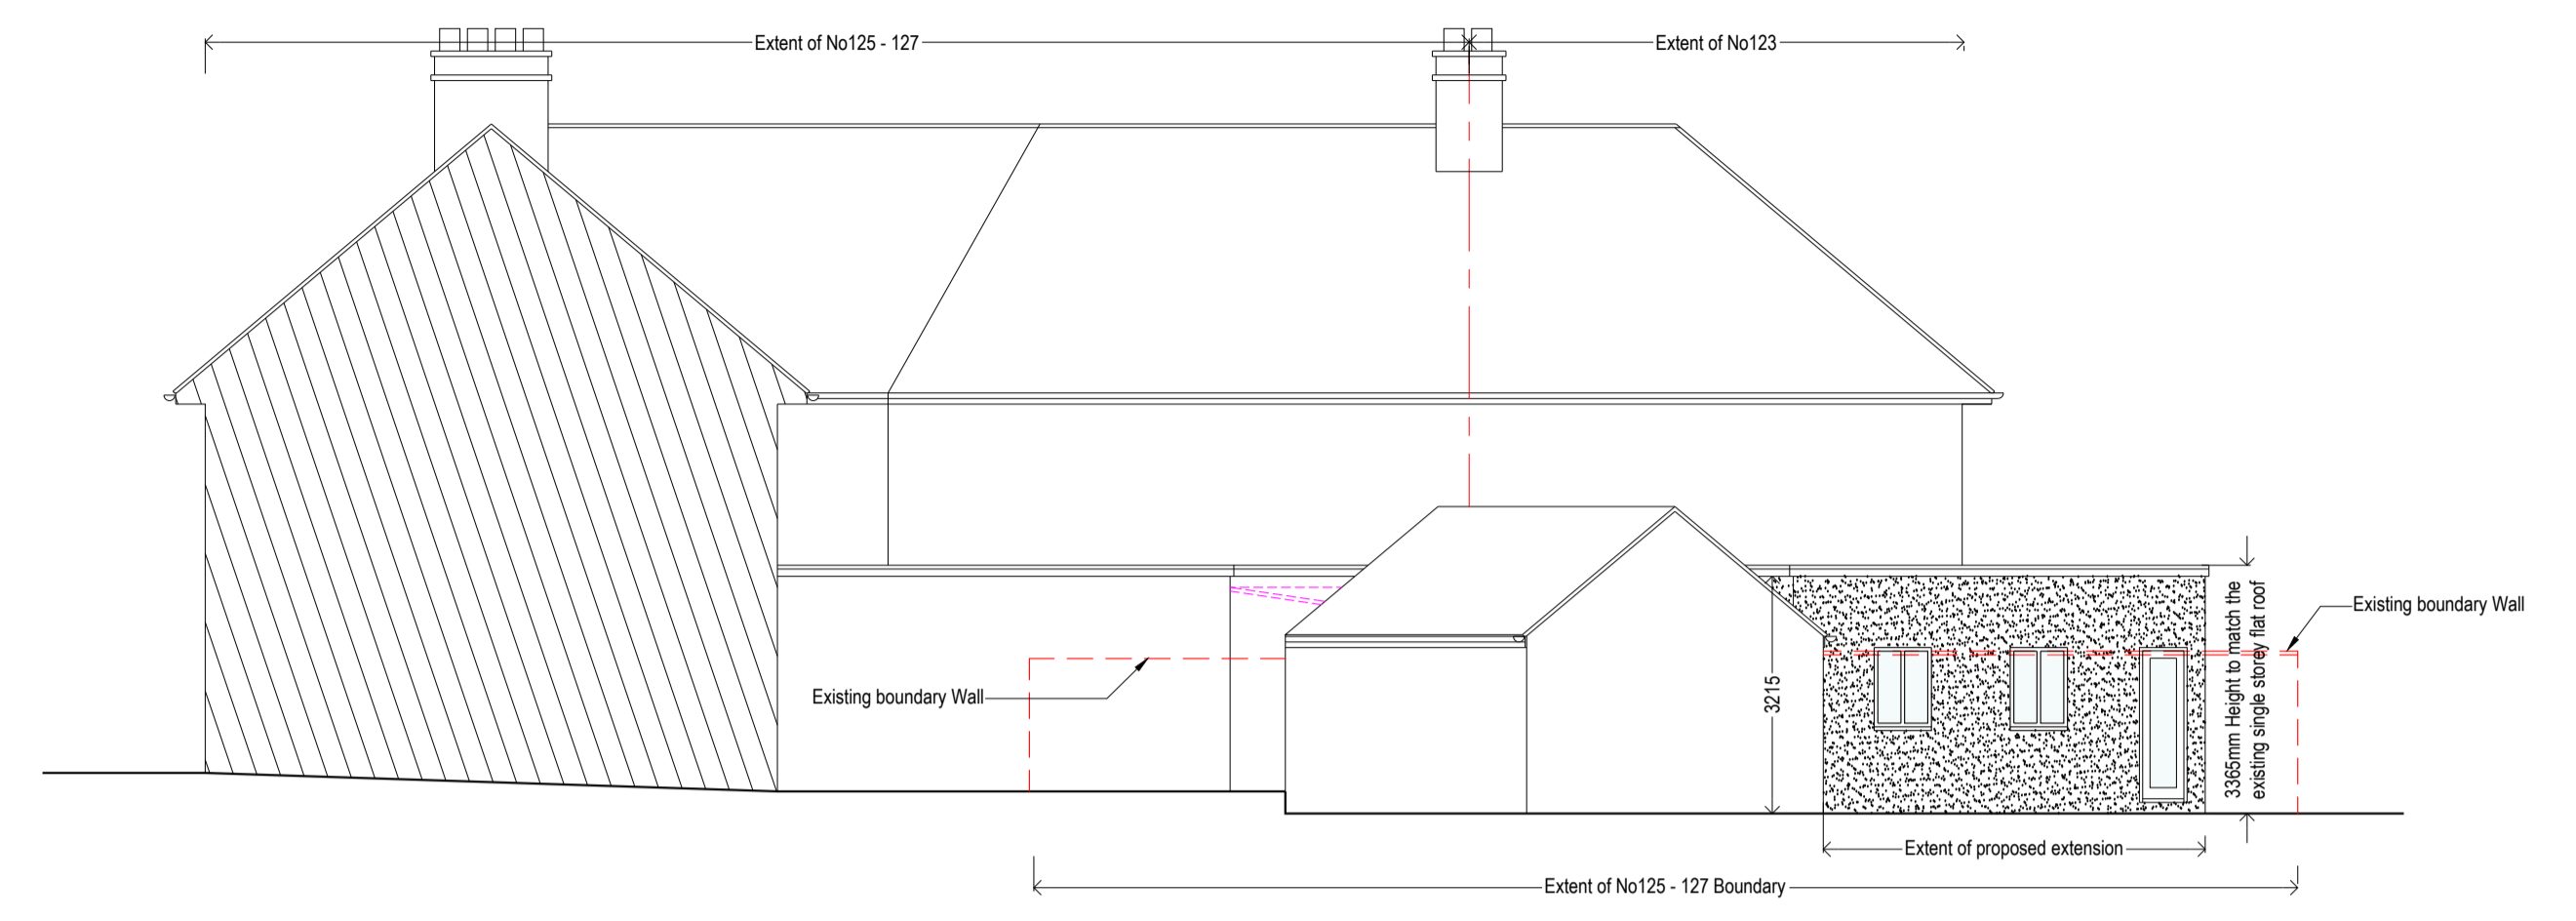 Extent of No125 - 127
Extent of No123
Existing boundary Wall
Existing boundary Wall
3215
3365mm Height to match the
existing single storey flat roof
Extent of proposed extension
Extent of No125 - 127 Boundary